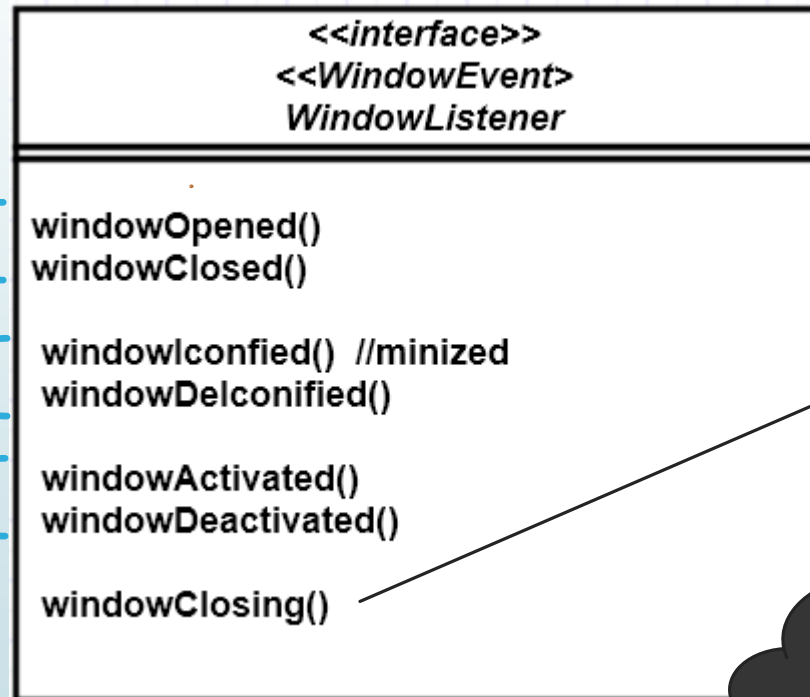 <<interface>>
<<WindowEvent>
WindowListener
windowOpened()
windowClosed()
windowIconfied() //minized
windowDeIconified()
windowActivated()
windowDeactivated()
windowClosing()